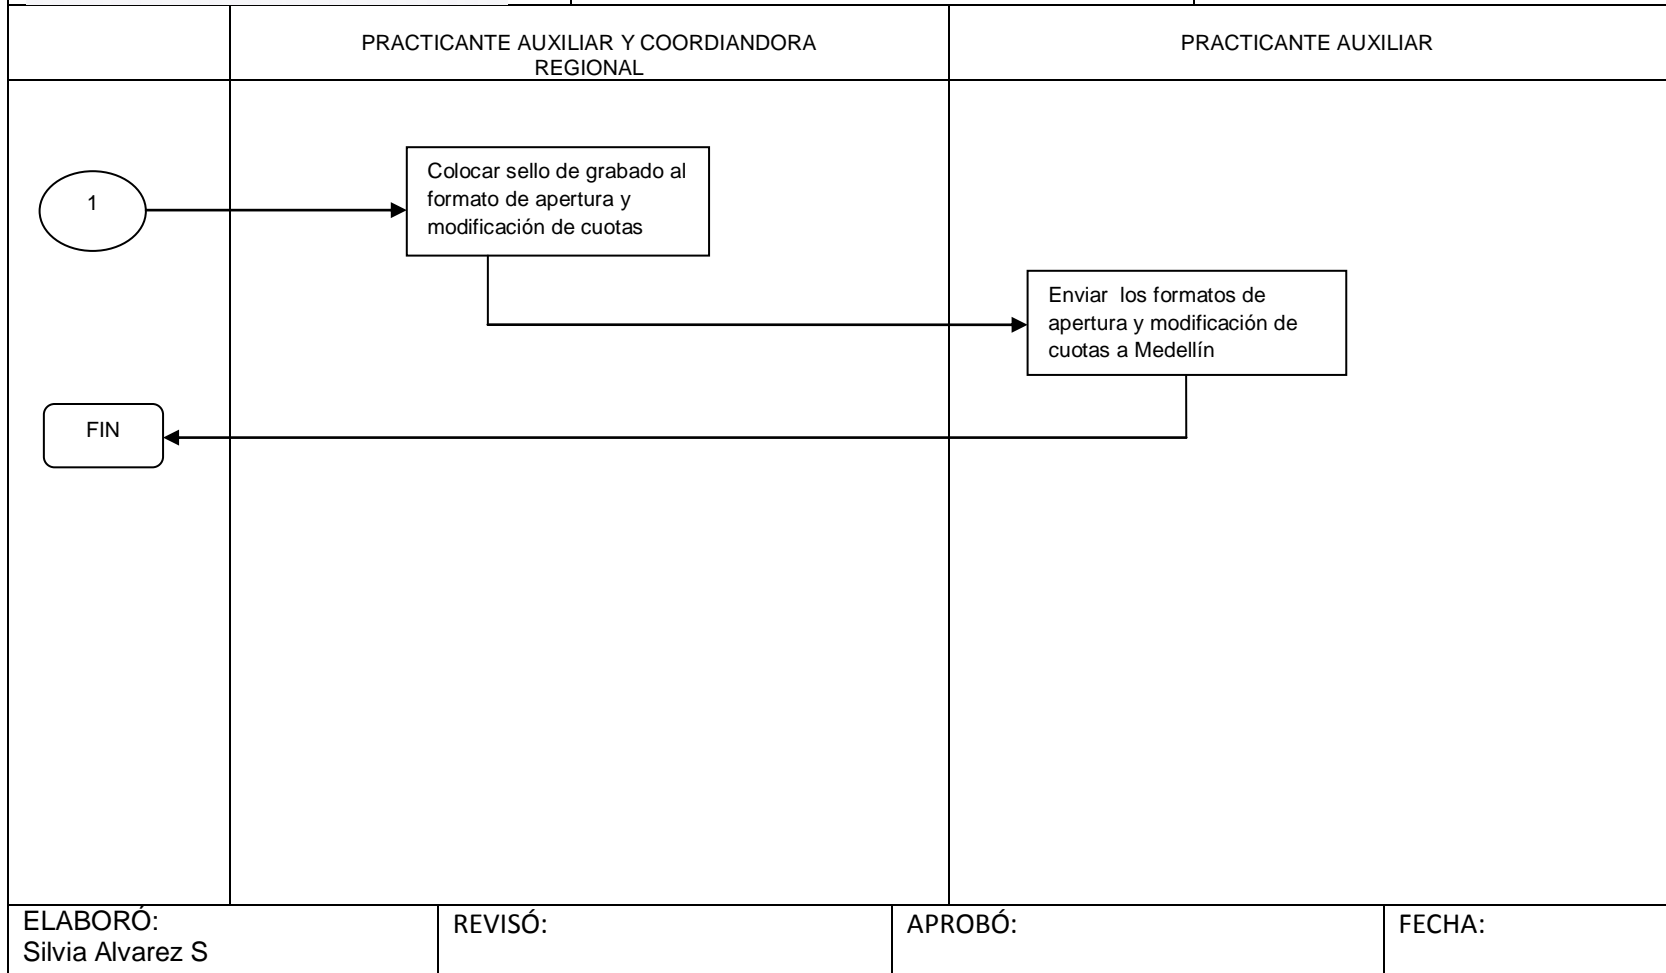 PRACTICANTE AUXILIAR Y COORDIANDORA
REGIONAL
PRACTICANTE AUXILIAR
1
Colocar sello de grabado al
formato de apertura y
modificación de cuotas
Enviar  los formatos de
apertura y modificación de
cuotas a Medellín
FIN
ELABORÓ:
Silvia Alvarez S
REVISÓ:
APROBÓ:
FECHA: